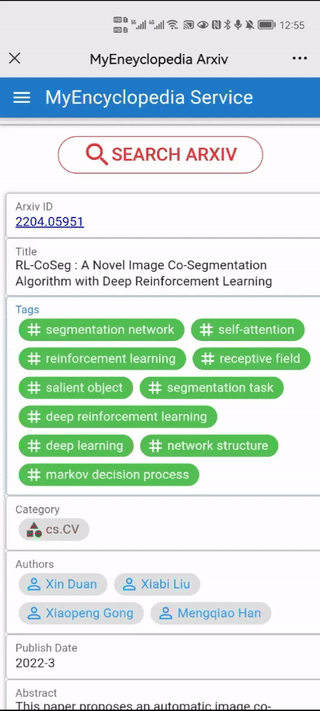 12:55
MyEneyclopedia Arxiv
MyEncyclopedia Service
SEARCH ARXIV
Arxiv ID
2204.05951
Title
RL-CoSeg : A Novel Image Co-Segmentation
Algorithm with Deep Reinforcement Learning
Tags
# segmentation network # self-attention
# reinforcement learning # receptive field
# salient object # segmentation task
# deep reinforcement learning
# deep learning # network structure
# markov decision process
Category
cs.CV
Authors
Xin Duan Xiabi Liu
Xiaopeng Gong Mengqiao Han
Publish Date
2022-3
Abstract
This paper proposes an automatic image co-